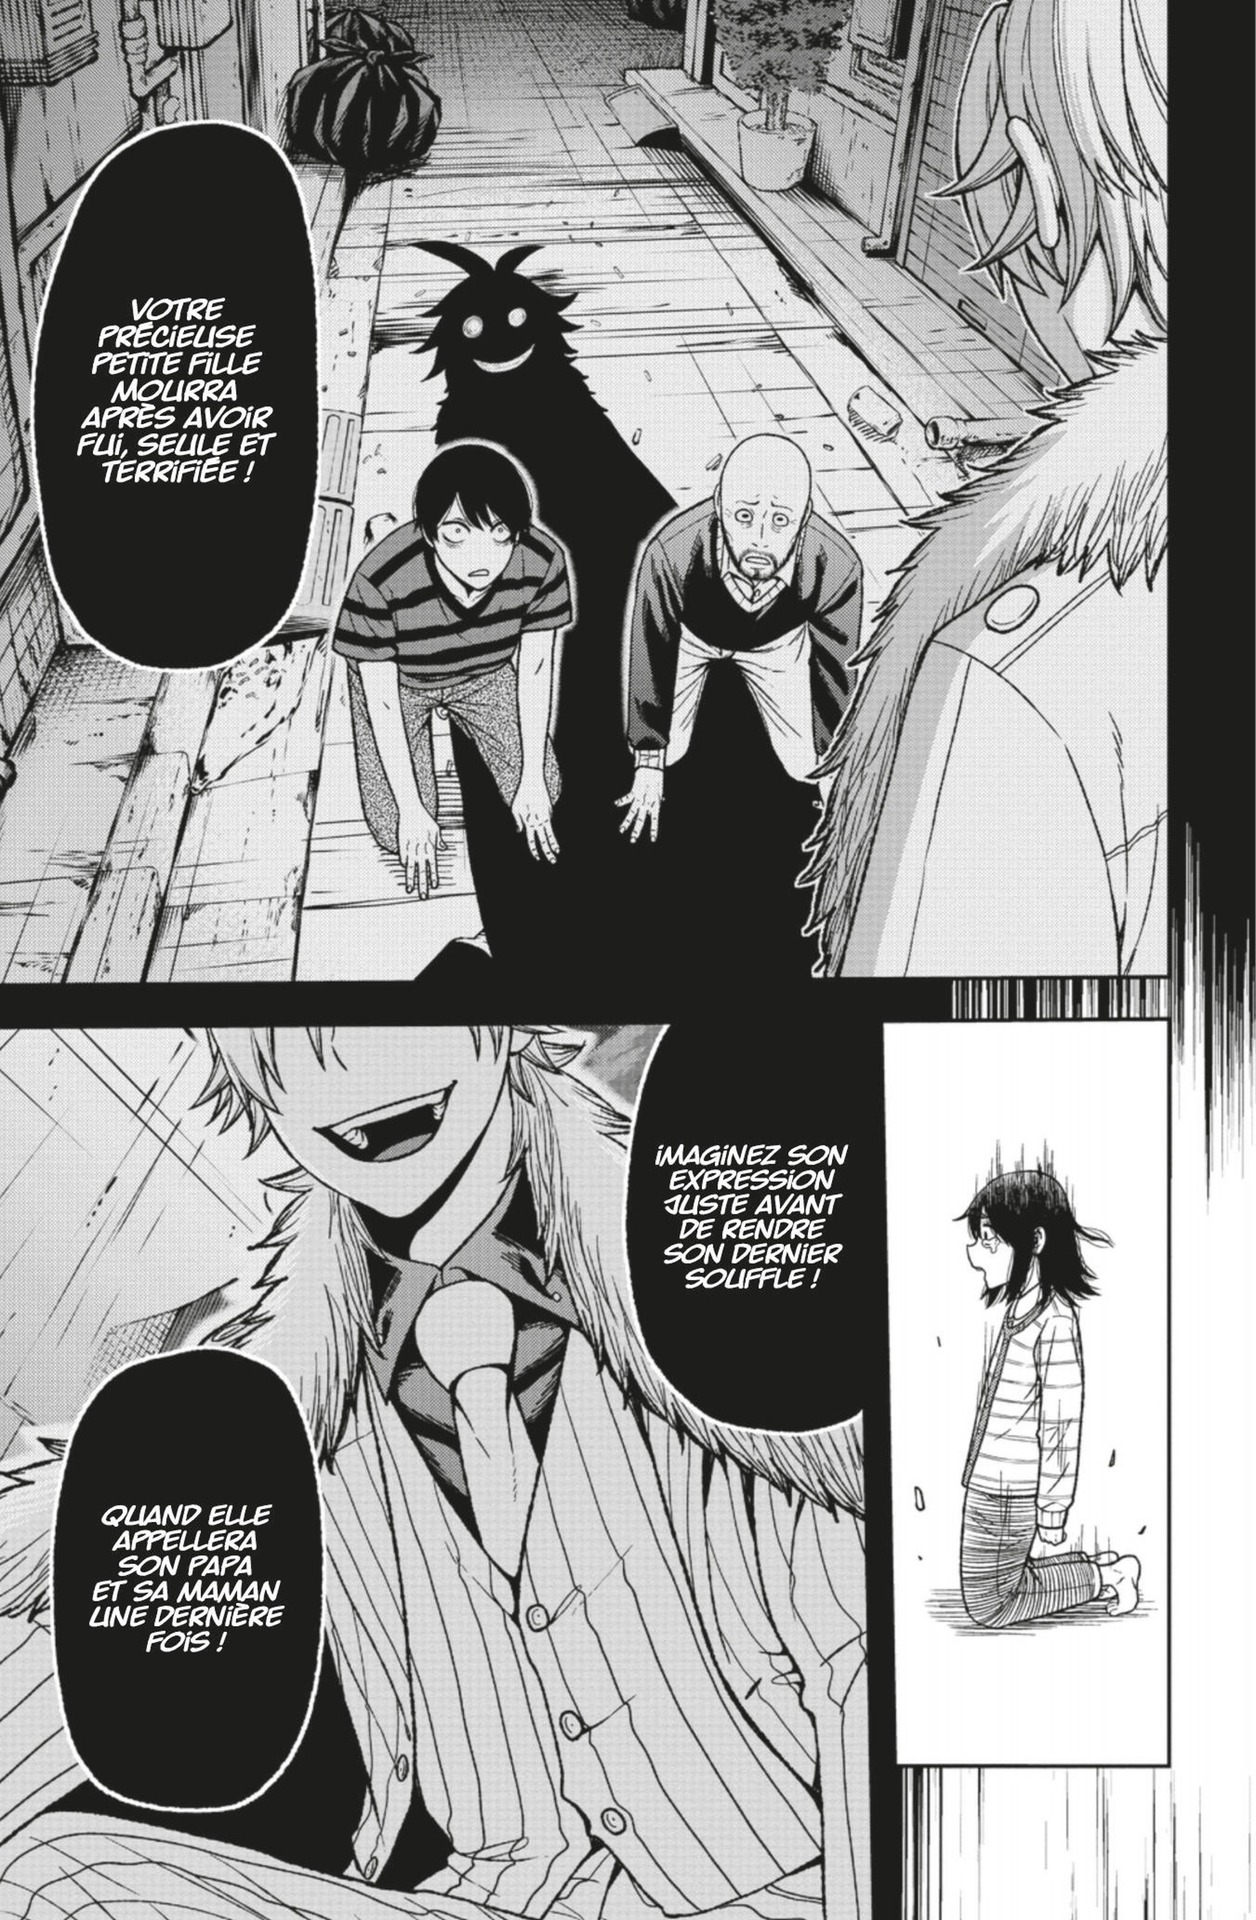 VOTRE
PRÉCIEUSE
PETITE FILLE
MOURRA
APRÈS AVOIR
FUI, SEULE ET
TERRIFIÉE !
IMAGINEZ SON
EXPRESSION
JUSTE AVANT
DE RENDRE
SON DERNIER
SOUFFLE !
QUAND ELLE
APPELLERA
SON PAPA
ET SA MAMAN
UNE DERNIÈRE
FOIS !